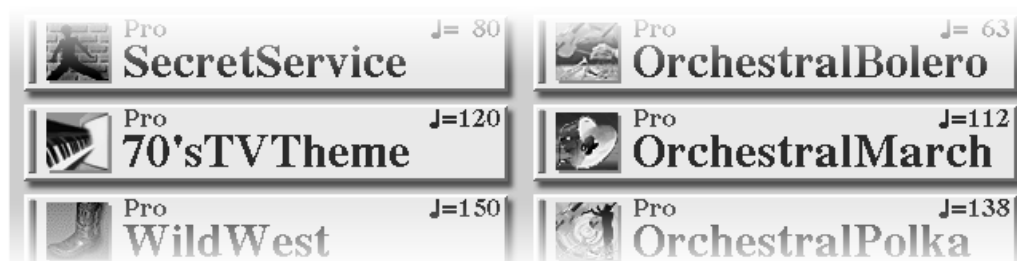 Pro ♩= 80
SecretService
Pro ♩= 63
OrchestralBolero
Pro ♩=120
70'sTVTheme
Pro ♩=112
OrchestralMarch
Pro ♩=150
WildWest
Pro ♩=138
OrchestralPolka